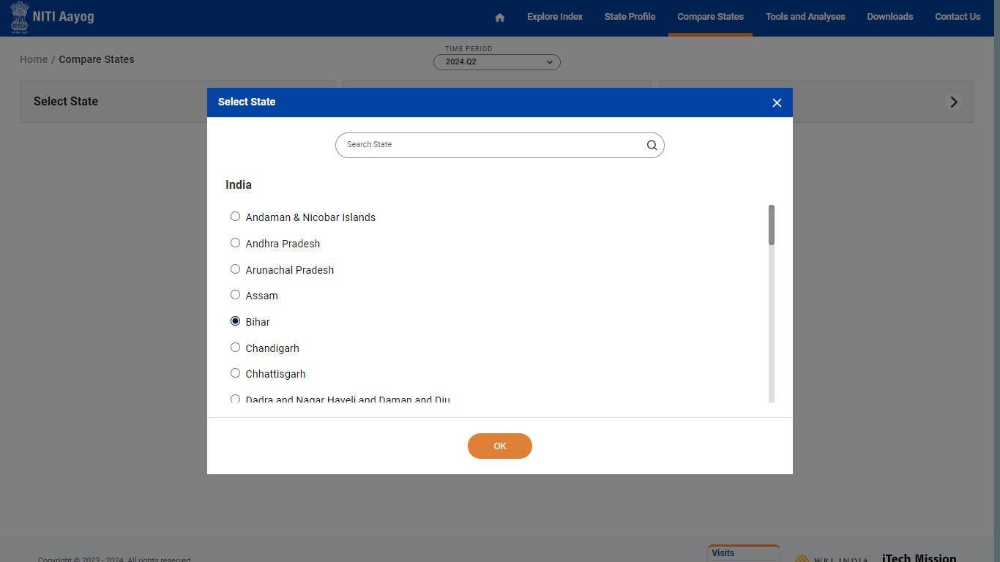 NITI Aayog
Explore Index
State Profile
Compare States
Tools and Analyses
Downloads
Contact Us
Home / Compare States
TIME PERIOD
2024.Q2
Select State
Select State
Search State
India
Andaman & Nicobar Islands
Andhra Pradesh
Arunachal Pradesh
Assam
Bihar
Chandigarh
Chhattisgarh
Dadra and Nagar Haveli and Daman and Diu
OK
Copyright © 2023 - 2024. All rights reserved
Visits
WRI INDIA
iTech Mission